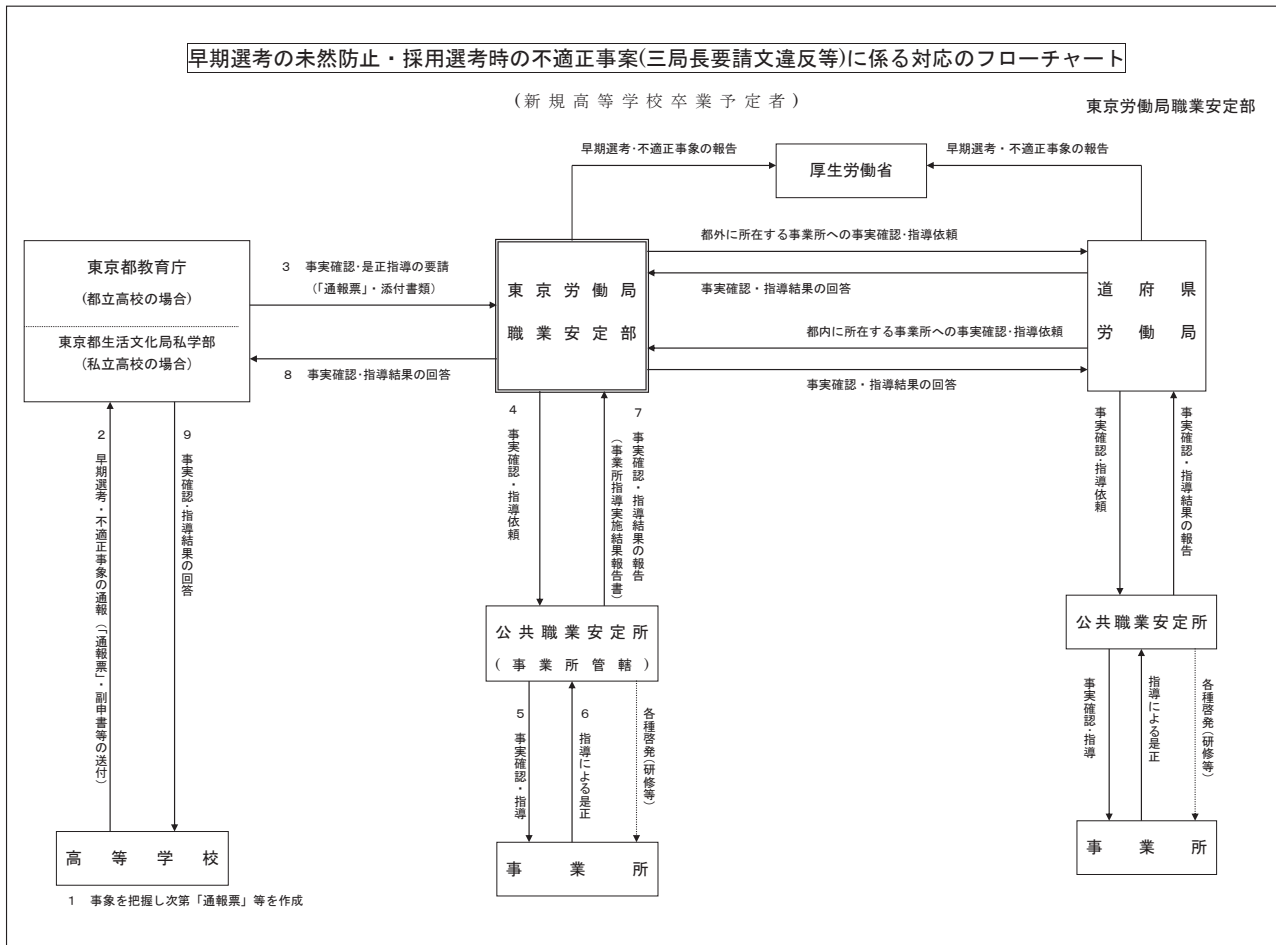 早期選考の未然防止・採用選考時の不適正事案(三局長要請文違反等)に係る対応のフローチャート
(新規高等学校卒業予定者)
東京労働局職業安定部
早期選考・不適正事象の報告
厚生労働省
早期選考・不適正事象の報告
東京都教育庁
(都立高校の場合)
東京都生活文化局私学部
(私立高校の場合)
3 事実確認・是正指導の要請
(「通報票」・添付書類)
8 事実確認・指導結果の回答
東京労働局
職業安定部
都外に所在する事業所への事実確認・指導依頼
事実確認・指導結果の回答
都内に所在する事業所への事実確認・指導依頼
事実確認・指導結果の回答
道府県
労働局
2 早期選考・不適正事象の通報(「通報票」・副申書等の送付)
9 事実確認・指導結果の回答
4 事実確認・指導依頼
7 事実確認・指導結果の報告
(事業所指導実施結果報告書)
事実確認・指導依頼
事実確認・指導結果の報告
公共職業安定所
(事業所管轄)
公共職業安定所
5 事実確認・指導
6 指導による是正
各種啓発(研修等)
事実確認・指導
指導による是正
各種啓発(研修等)
高等学校
事業所
事業所
1 事象を把握し次第「通報票」等を作成